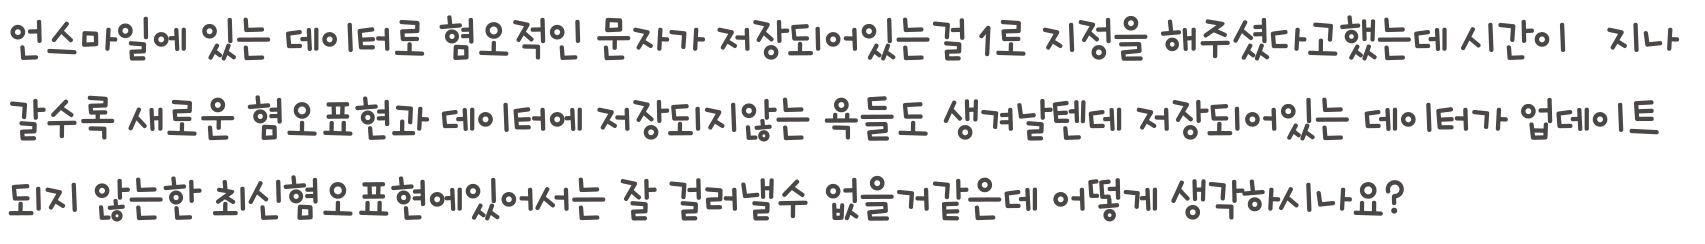 언스마일에 있는 데이터로 혐오적인 문자가 저장되어있는걸 1로 지정을 해주셨다고했는데 시간이 지나
갈수록 새로운 혐오표현과 데이터에 저장되지않는 욕들도 생겨날텐데 저장되어있는 데이터가 업데이트
되지 않는한 최신혐오표현에있어서는 잘 걸러낼수 없을거같은데 어떻게 생각하시나요?